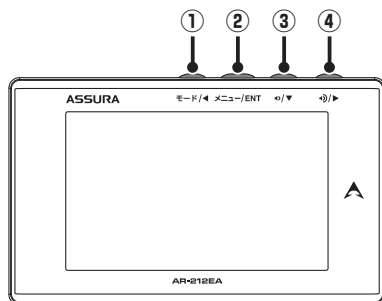 ① ② ③ ④
ASSURA モード/◀ メニュー/ENT /▼ /▶
AR-212EA